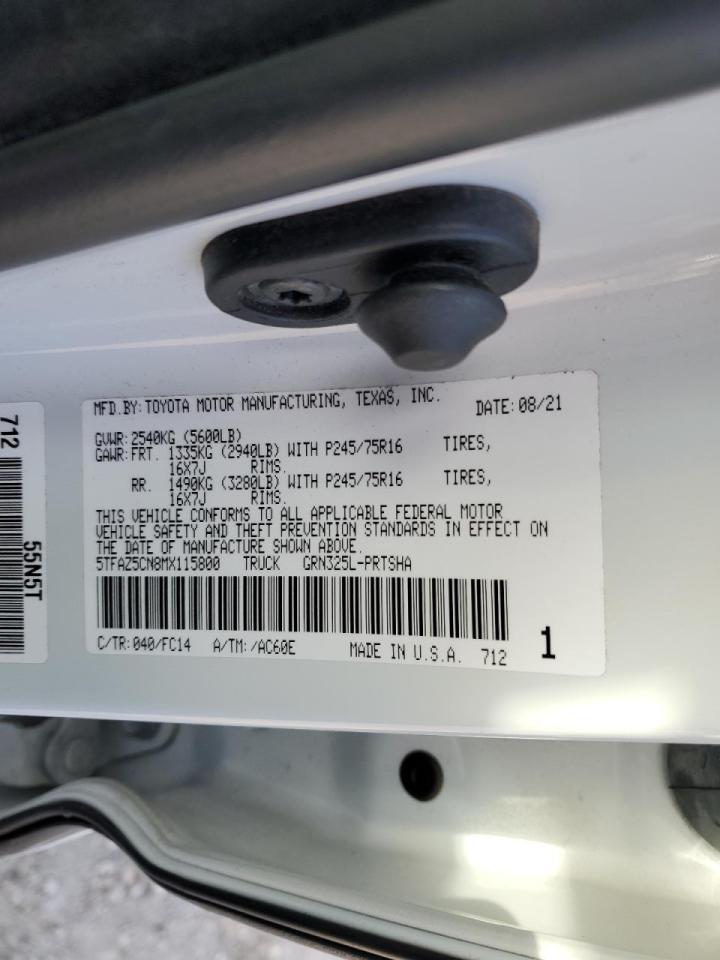 MFD.BY:TOYOTA MOTOR MANUFACTURING, TEXAS, INC. DATE:08/21
GVWR:2540KG (5600LB)
GAWR:FRT. 1335KG (2940LB) WITH P245/75R16 TIRES,
16X7J RIMS.
RR. 1490KG (3280LB) WITH P245/75R16 TIRES,
16X7J RIMS.
THIS VEHICLE CONFORMS TO ALL APPLICABLE FEDERAL MOTOR
VEHICLE SAFETY AND THEFT PREVENTION STANDARDS IN EFFECT ON
THE DATE OF MANUFACTURE SHOWN ABOVE.
5TFAZ5CN8MX115800 TRUCK GRN325L-PRTSHA
C/TR:040/FC14 A/TM:/AC60E MADE IN U.S.A. 712 1
712
55N5T